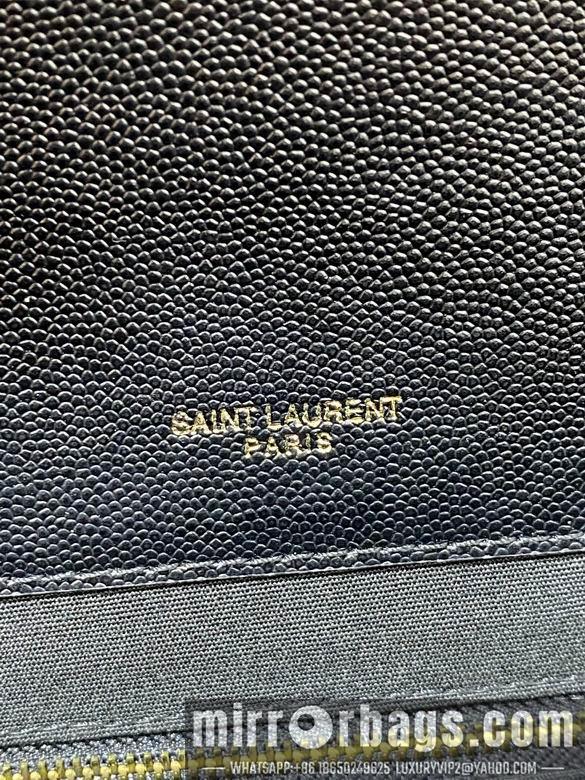 SAINT LAURENT
PARIS
mirrorbags.com
WHATSAPP:+86 18650249625 LUXURYVIP2@YAHOO.COM